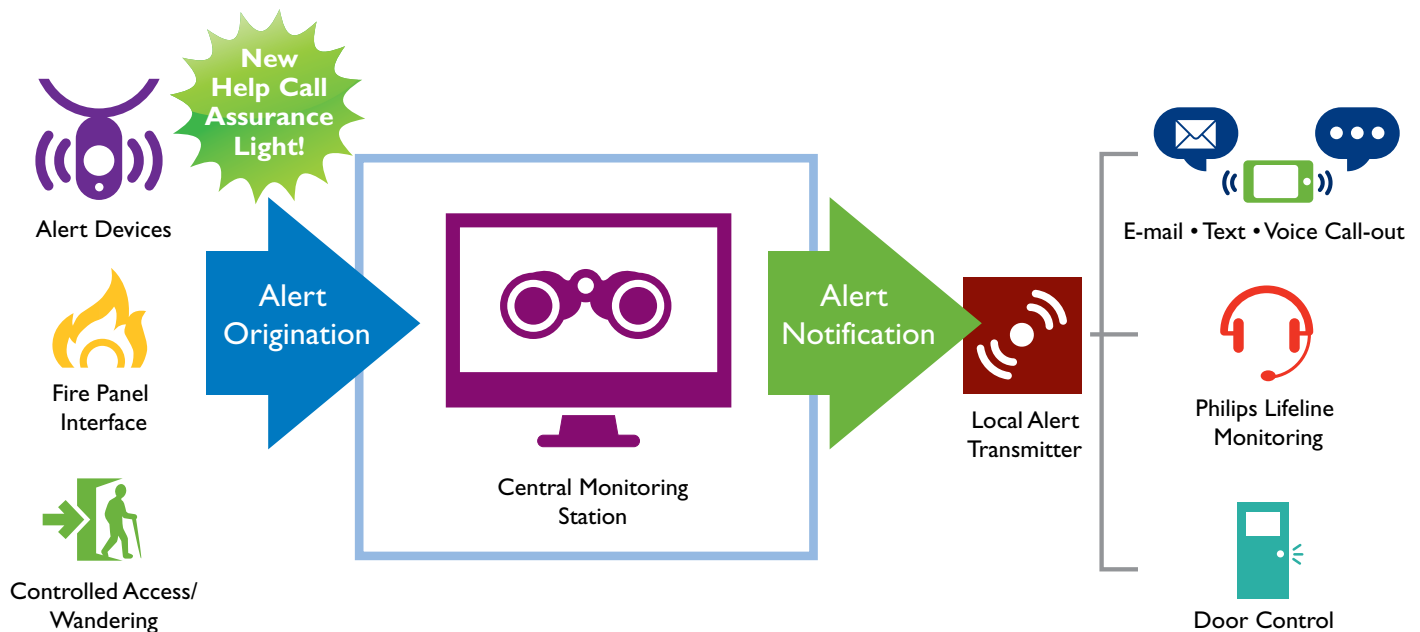 New
Help Call
Assurance
Light!
Alert Devices
Fire Panel
Interface
Controlled Access/
Wandering
Alert
Origination
Central Monitoring
Station
Alert
Notification
Local Alert
Transmitter
E-mail • Text • Voice Call-out
Philips Lifeline
Monitoring
Door Control